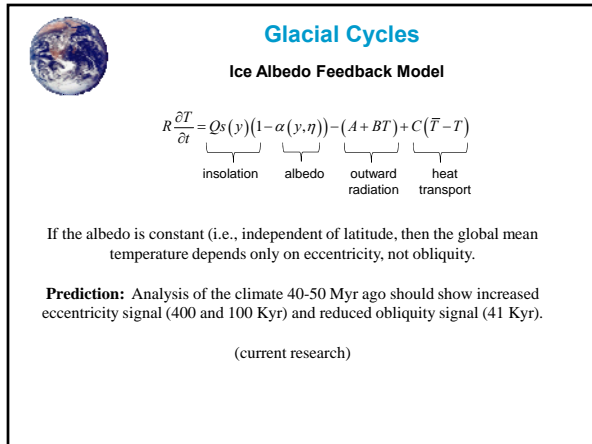 Glacial Cycles
Ice Albedo Feedback Model
R ∂T/∂t = Qs(y)(1−α(y,η))−(A+BT)+C(T̅−T)
insolation albedo outward radiation heat transport
If the albedo is constant (i.e., independent of latitude, then the global mean
temperature depends only on eccentricity, not obliquity.
Prediction: Analysis of the climate 40-50 Myr ago should show increased
eccentricity signal (400 and 100 Kyr) and reduced obliquity signal (41 Kyr).
(current research)